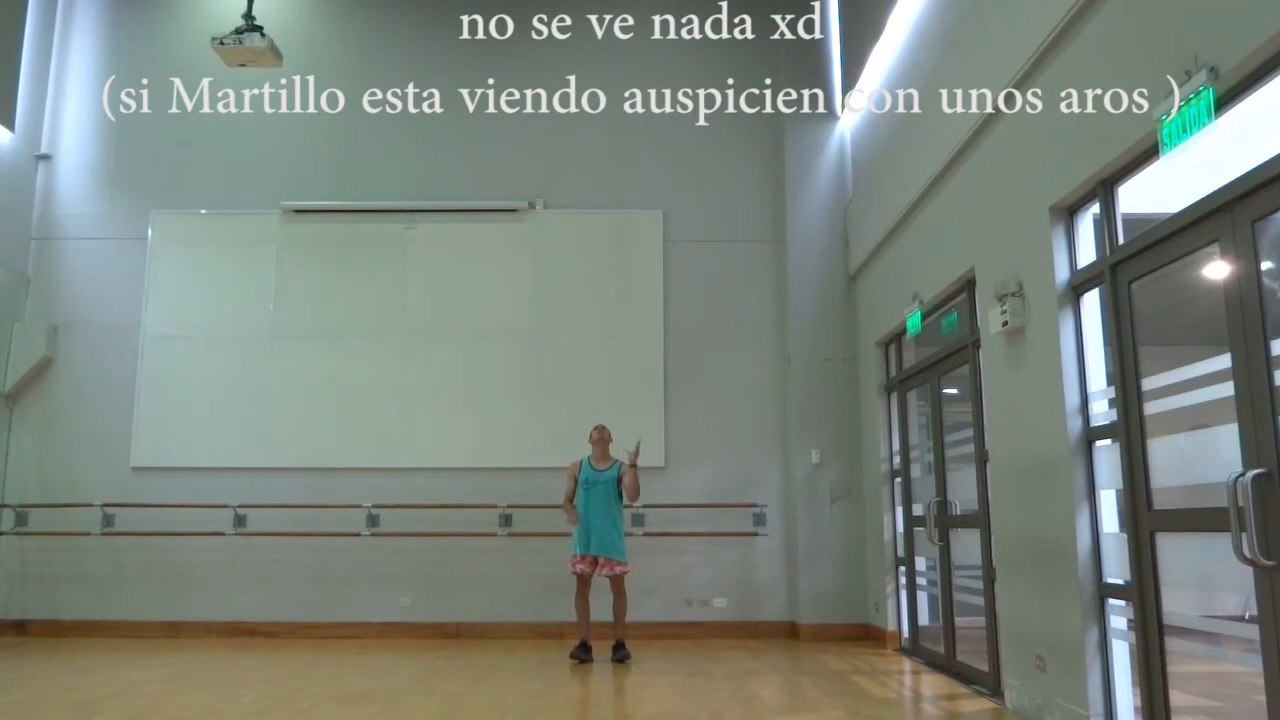 no se ve nada xd
(si Martillo esta viendo auspicien con unos aros )
SALIDA